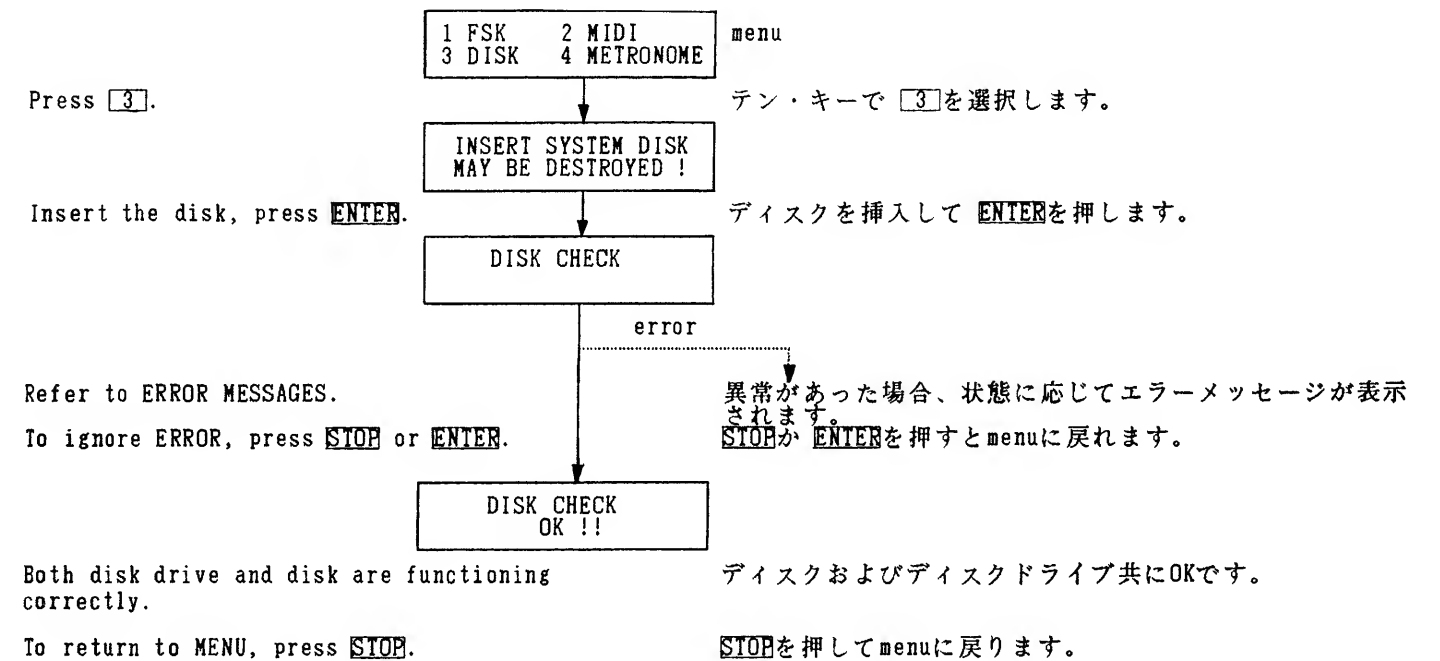 1 FSK 2 MIDI
3 DISK 4 METRONOME
menu
Press 3.
テン・キーで 3を選択します。
INSERT SYSTEM DISK
MAY BE DESTROYED !
Insert the disk, press ENTER.
ディスクを挿入して ENTERを押します。
DISK CHECK
error
Refer to ERROR MESSAGES.
異常があった場合、状態に応じてエラーメッセージが表示
されます。
To ignore ERROR, press STOP or ENTER.
STOPか ENTERを押すとmenuに戻れます。
DISK CHECK
OK !!
Both disk drive and disk are functioning
correctly.
ディスクおよびディスクドライブ共にOKです。
To return to MENU, press STOP.
STOPを押してmenuに戻ります。